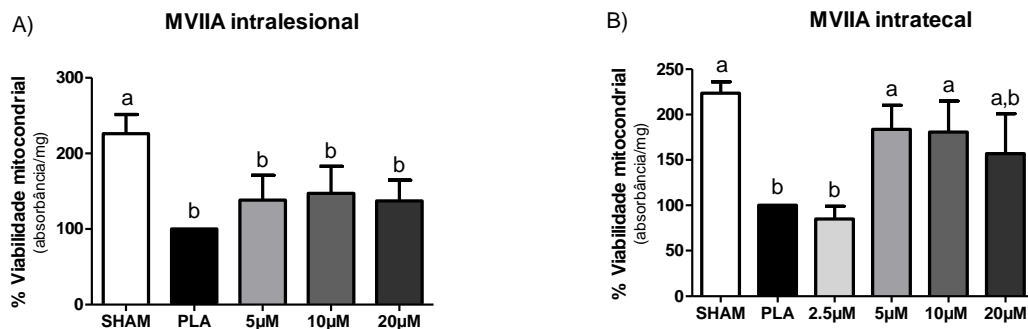 A)
MVIIA intralesional
% Viabilidade mitocondrial
(absorbância/mg)
300
200
100
0
a
b
b
b
b
SHAM
PLA
5µM
10µM
20µM
B)
MVIIA intratecal
% Viabilidade mitocondrial
(absorbância/mg)
250
200
150
100
50
0
a
b
b
a
a
a,b
SHAM
PLA
2.5µM
5µM
10µM
20µM